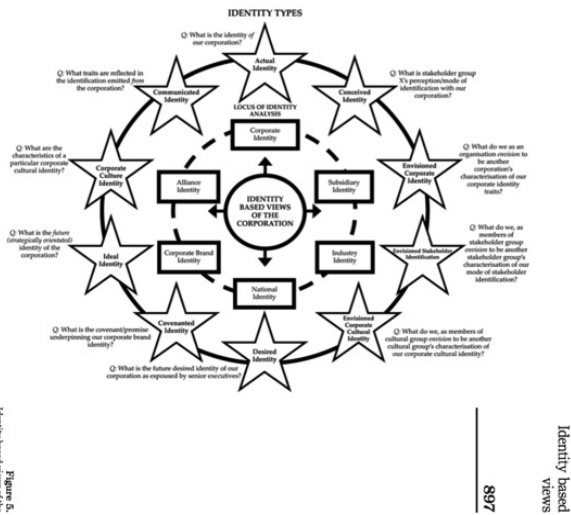 IDENTITY TYPES
Q: What is the identity of
our corporation?
Actual
Identity
Q: What traits are reflected in
the identification emitted from
the corporation?
Communicated
Identity
Q: What is stakeholder group
X's perception/mode of
identification with our
corporation?
Conceived
Identity
LOCUS OF IDENTITY
ANALYSIS
Corporate
Identity
Q: What are the
characteristics of a
particular corporate
cultural identity?
Corporate
Culture
Identity
Alliance
Identity
Subsidiary
Identity
Envisioned
Corporate
Identity
Q: What do we as an
organisation envision to
be another
corporation's
characterisation of our
corporate identity
traits?
IDENTITY
BASED VIEWS
OF THE
CORPORATION
Q: What is the future
(strategically orientated)
identity of the
corporation?
Ideal
Identity
Corporate Brand
Identity
Industry
Identity
Envisioned Stakeholder
Identification
Q: What do we, as
members of
stakeholder group
envision to be another
stakeholder group's
characterisation of our
mode of stakeholder
identification?
National
Identity
Q: What is the covenant/promise
underpinning our corporate brand
identity?
Covenanted
Identity
Envisioned
Corporate
Cultural
Identity
Q: What do we, as members of
cultural group envision to be another
cultural group's characterisation of
our corporate cultural identity?
Desired
Identity
Q: What is the future desired identity of our
corporation as espoused by senior executives?
Identity based
views
897
Figure 5.